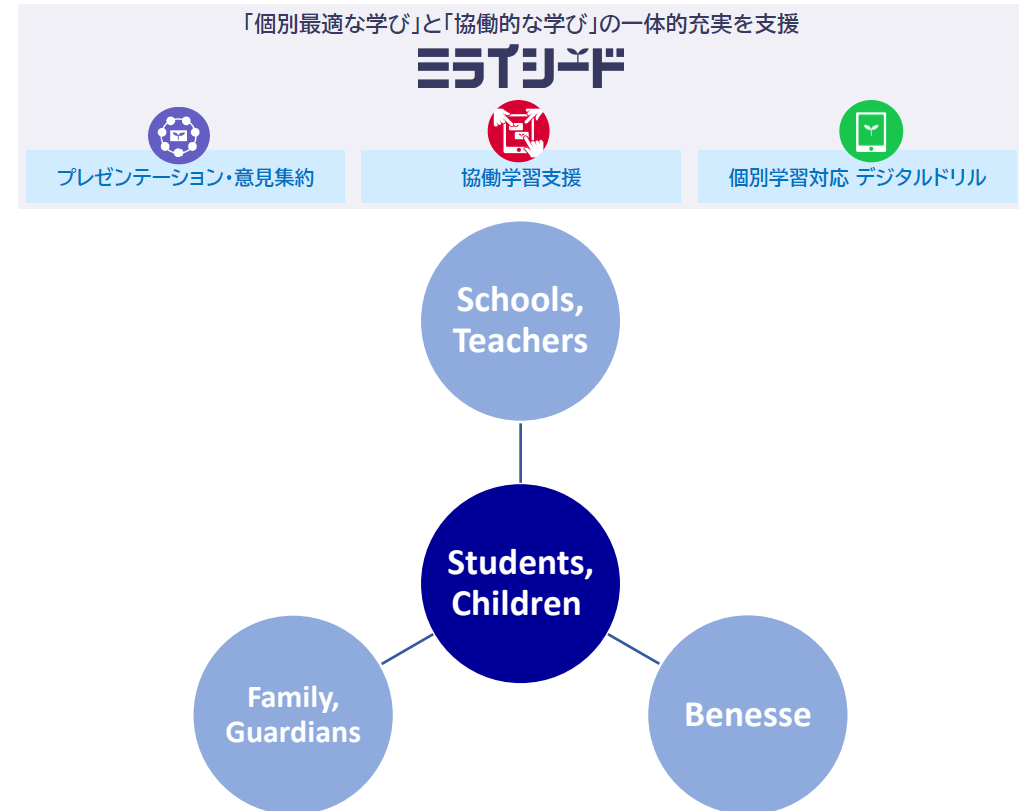 「個別最適な学び」と「協働的な学び」の一体的充実を支援
ミライシード
プレゼンテーション・意見集約
協働学習支援
個別学習対応 デジタルドリル
Schools,
Teachers
Students,
Children
Family,
Guardians
Benesse